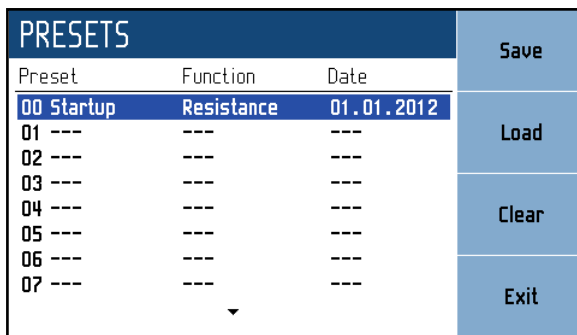 PRESETS
Preset Function Date
00 Startup Resistance 01.01.2012
01 --- --- ---
02 --- --- ---
03 --- --- ---
04 --- --- ---
05 --- --- ---
06 --- --- ---
07 --- --- ---
Save
Load
Clear
Exit